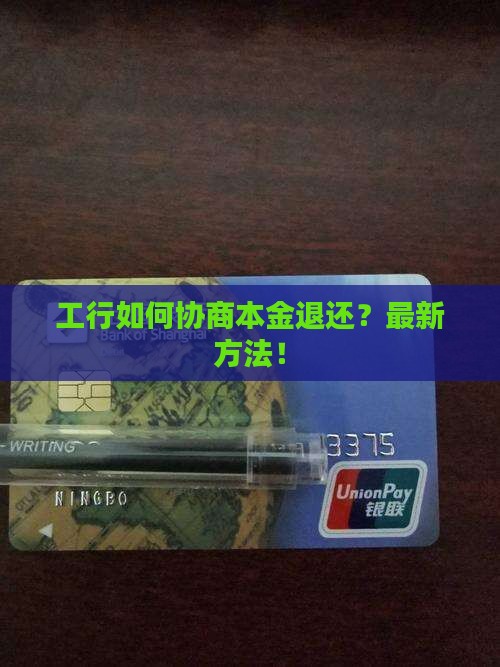 工行如何协商本金退还？最新
方法！
Bank of Shanghai
-WRITING
3375
NINGBO
UnionPay
银联